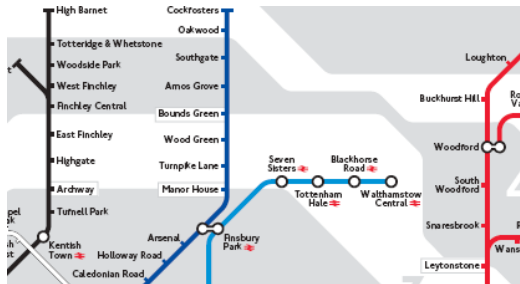 High Barnet
Totteridge & Whetstone
Woodside Park
West Finchley
Finchley Central
East Finchley
Highgate
Archway
Tufnell Park
Kentish
Town
Cockfosters
Oakwood
Southgate
Arnos Grove
Bounds Green
Wood Green
Turnpike Lane
Manor House
Arsenal
Holloway Road
Caledonian Road
Finsbury
Park
Seven
Sisters
Tottenham
Hale
Blackhorse
Road
Walthamstow
Central
Loughton
Buckhurst Hill
Woodford
South
Woodford
Snaresbrook
Leytonstone